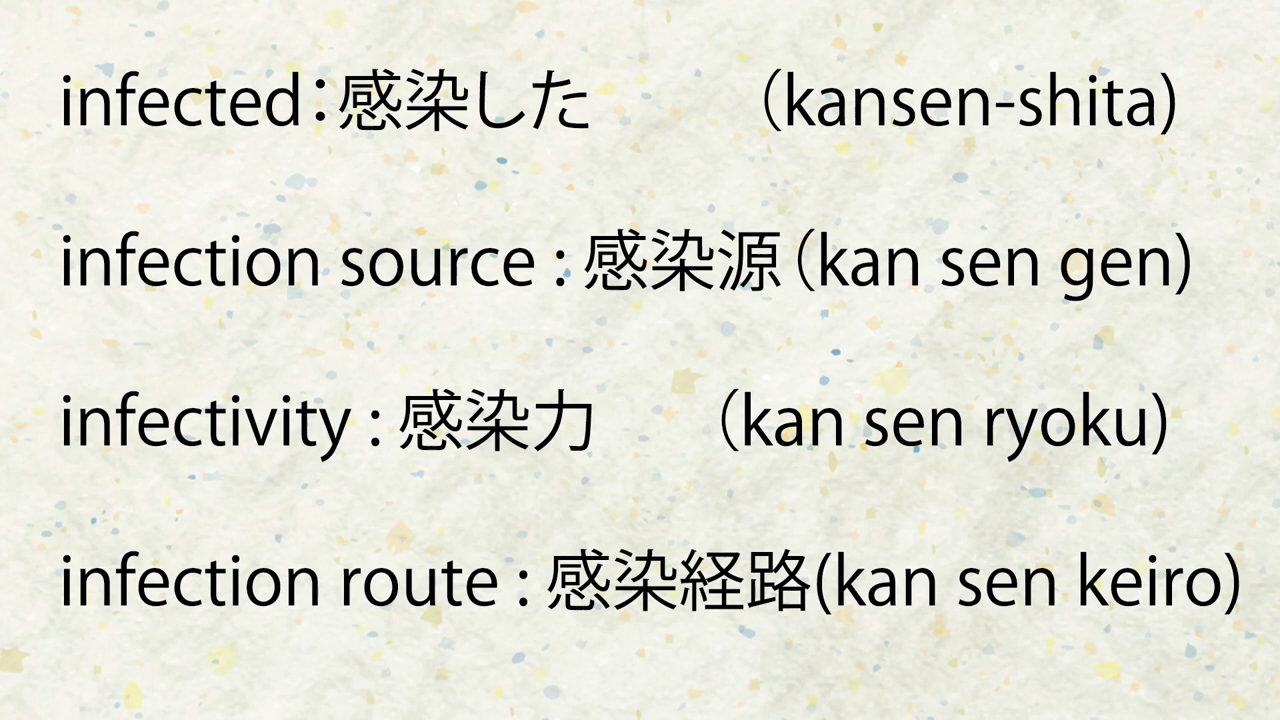 infected：感染した　（kansen-shita)
infection source : 感染源（kan sen gen)
infectivity : 感染力　（kan sen ryoku)
infection route : 感染経路(kan sen keiro)